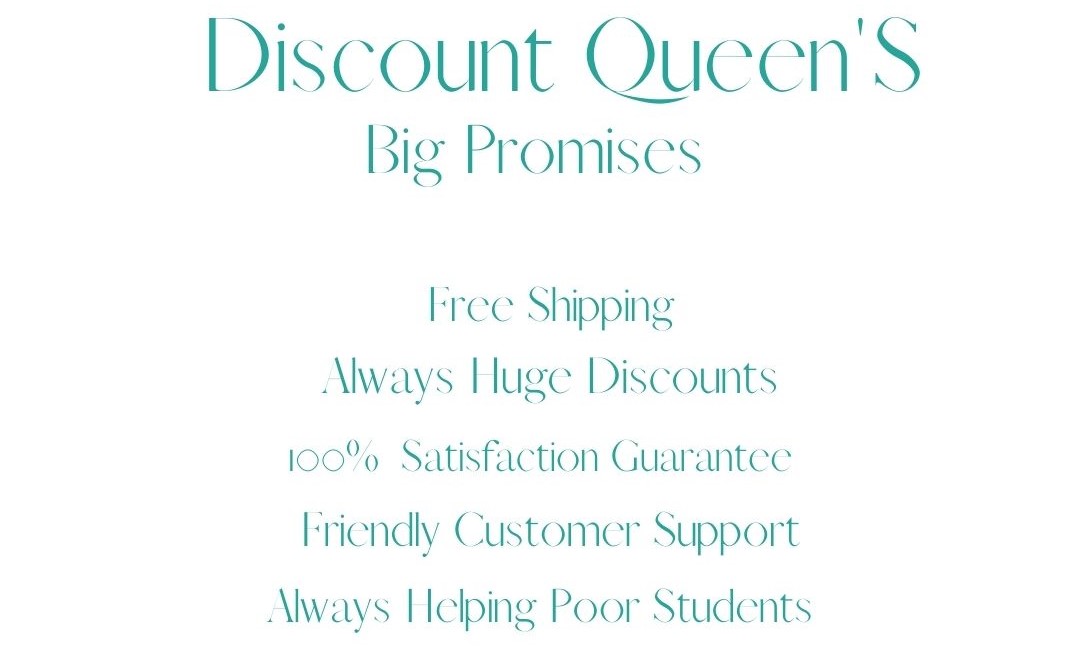 Discount Queen'S
Big Promises
Free Shipping
Always Huge Discounts
100% Satisfaction Guarantee
Friendly Customer Support
Always Helping Poor Students